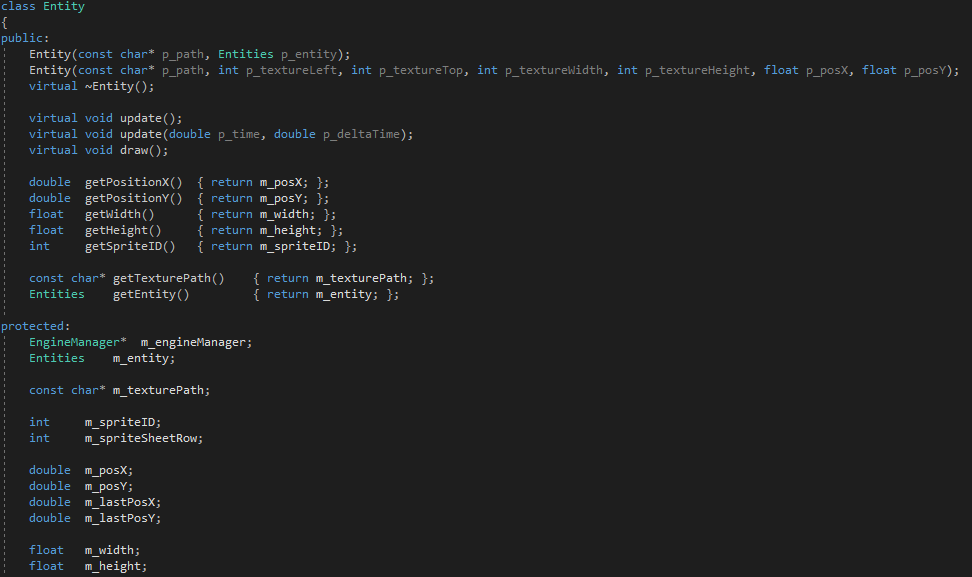 class Entity
{
public:
    Entity(const char* p_path, Entities p_entity);
    Entity(const char* p_path, int p_textureLeft, int p_textureTop, int p_textureWidth, int p_textureHeight, float p_posX, float p_posY);
    virtual ~Entity();

    virtual void update();
    virtual void update(double p_time, double p_deltaTime);
    virtual void draw();

    double  getPositionX()  { return m_posX; };
    double  getPositionY()  { return m_posY; };
    float   getWidth()      { return m_width; };
    float   getHeight()     { return m_height; };
    int     getSpriteID()   { return m_spriteID; };

    const char* getTexturePath()    { return m_texturePath; };
    Entities    getEntity()         { return m_entity; };

protected:
    EngineManager*  m_engineManager;
    Entities    m_entity;

    const char* m_texturePath;

    int     m_spriteID;
    int     m_spriteSheetRow;

    double  m_posX;
    double  m_posY;
    double  m_lastPosX;
    double  m_lastPosY;

    float   m_width;
    float   m_height;